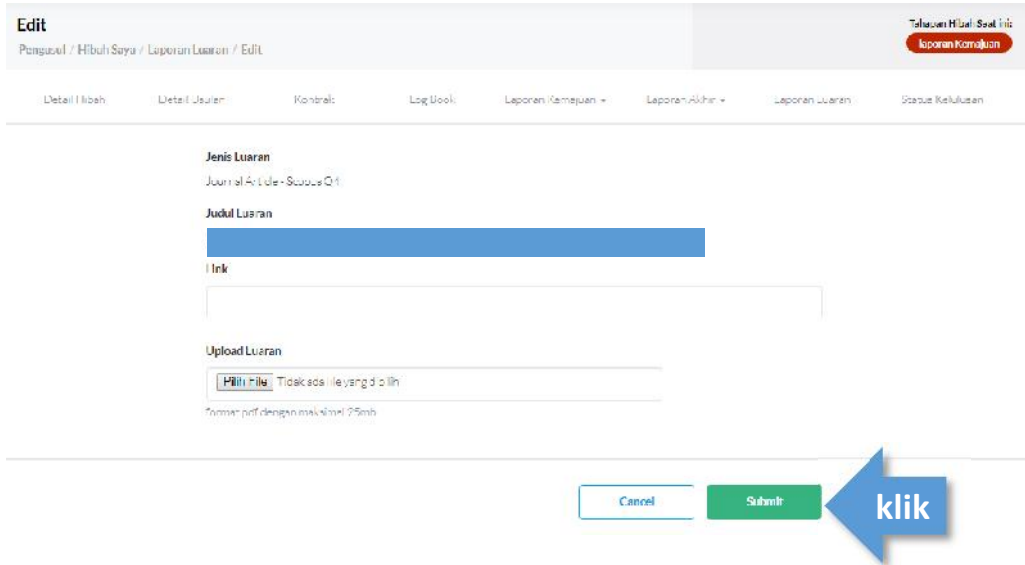 Edit
Tahapan Hibah Saat ini:
Pengusul / Hibah Saya / Laporan Luaran / Edit
laporan Kemajuan
Detail Hibah Detail Usulan Kontrak Log Book Laporan Kemajuan Laporan Akhir Laporan Luaran Status Kelulusan
Jenis Luaran
Journal Article - Scopus
Judul Luaran
Link
Upload Luaran
Pilih File Tidak ada file yang dipilih
format pdf dengan maksimal 25mb
Cancel
Submit
klik